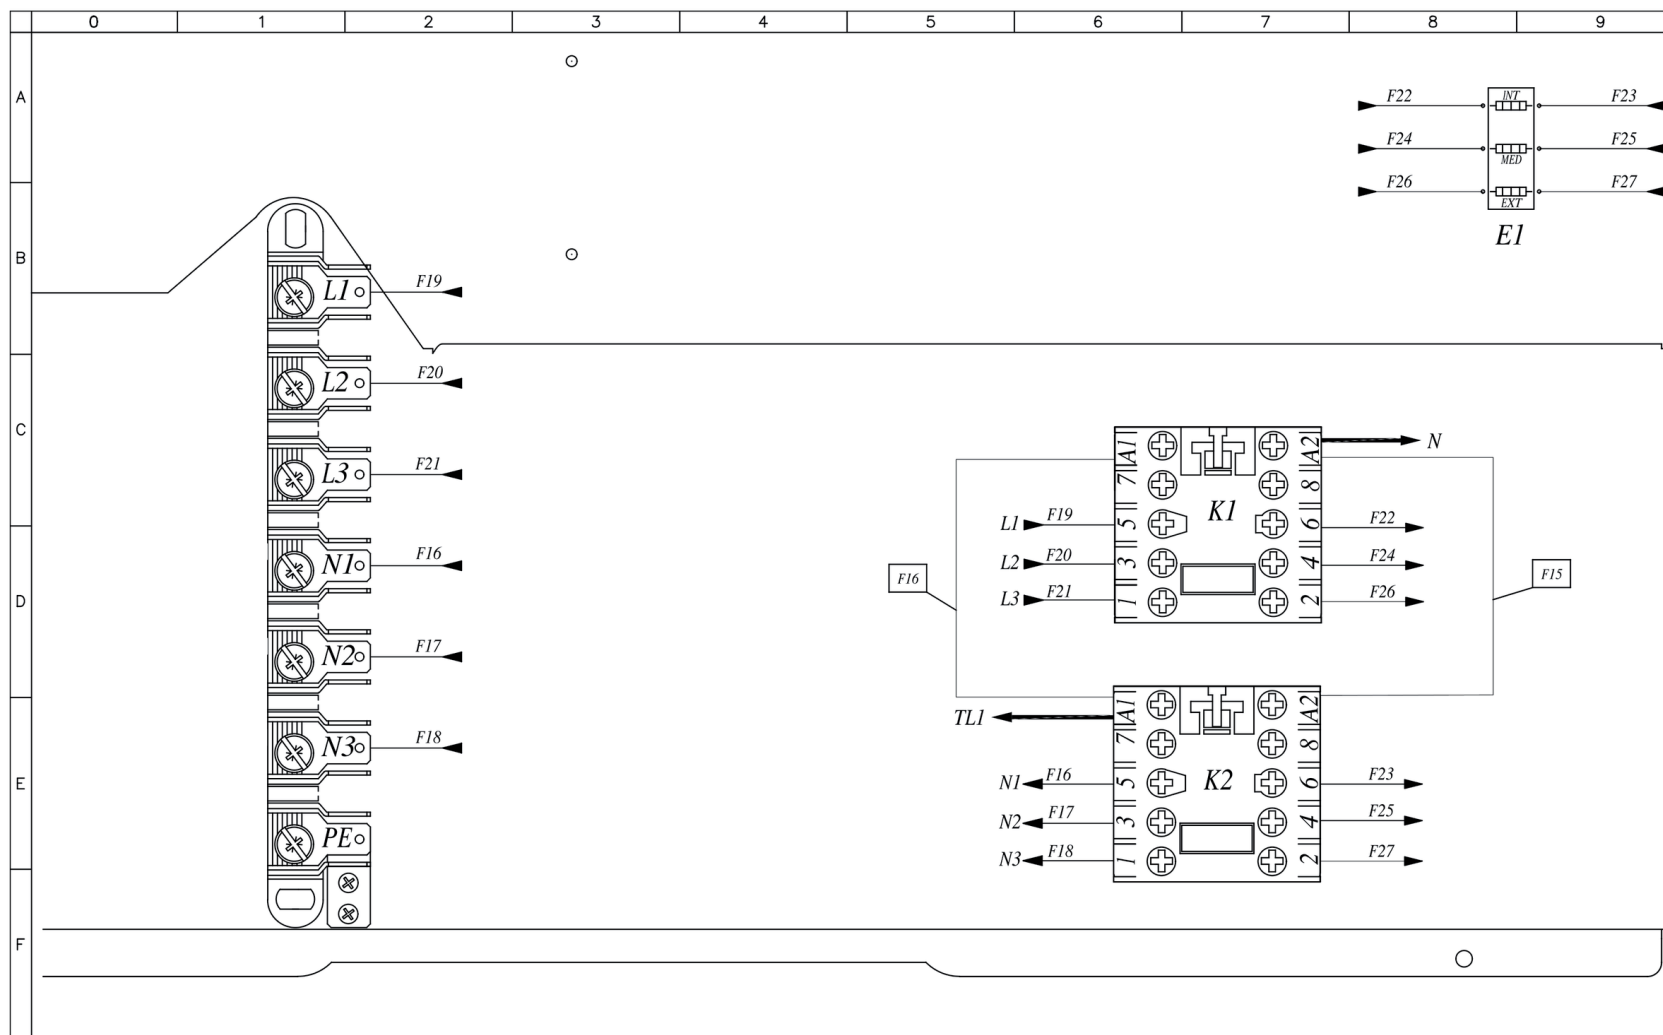 0 1 2 3 4 5 6 7 8 9
A
F22 INT F23
F24 F25
MED
F26 F27
EXT
E1
B
L1 F19
L2 F20
C
A1 A2 N
L3 F21
7 8
K1
L1 F19 5 6 F22
N1 F16
L2 F20 3 4 F24
F16 F15
D
L3 F21 1 2 F26
N2 F17
A1 A2
TL1
N3 F18
7 8
K2
E
N1 F16 5 6 F23
N2 F17 3 4 F25
PE
N3 F18 1 2 F27
F